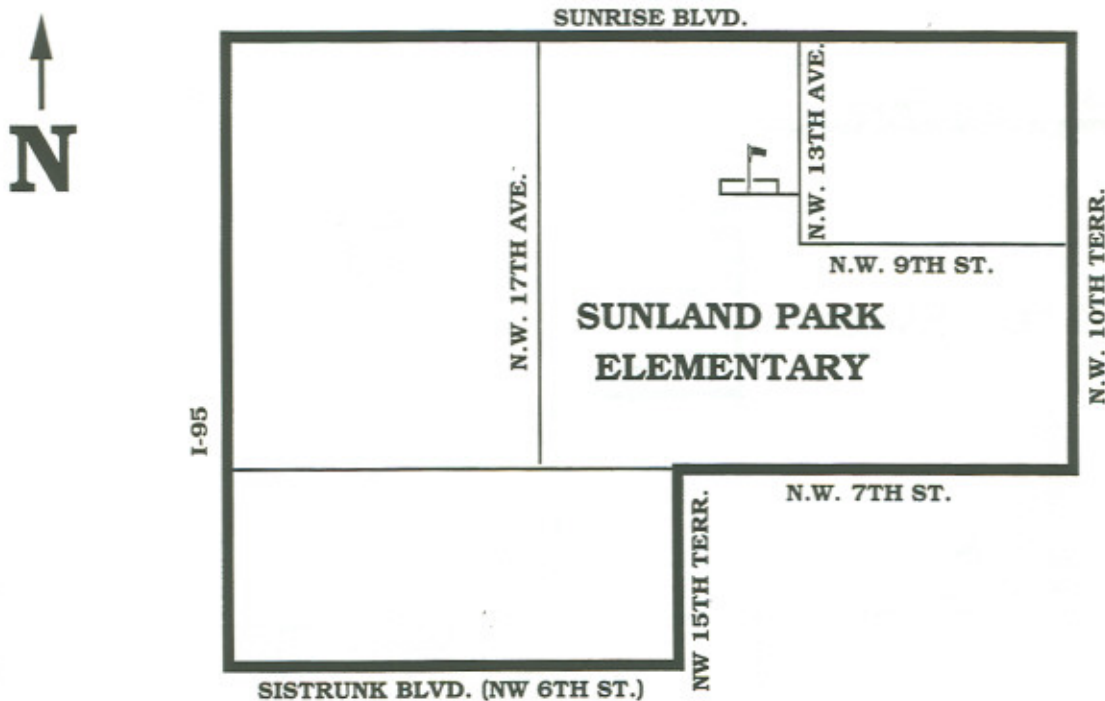 SUNRISE BLVD.
N
N.W. 13TH AVE.
N.W. 17TH AVE.
N.W. 10TH TERR.
N.W. 9TH ST.
SUNLAND PARK
ELEMENTARY
I-95
N.W. 7TH ST.
NW 15TH TERR.
SISTRUNK BLVD. (NW 6TH ST.)